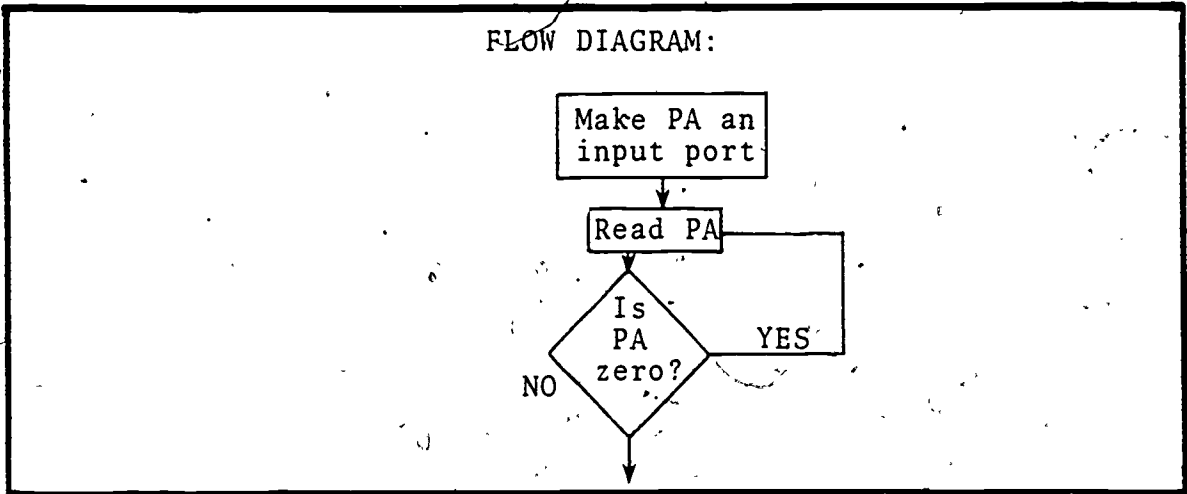 FLOW DIAGRAM:
Make PA an
input port
Read PA
Is
PA
zero?
YES
NO